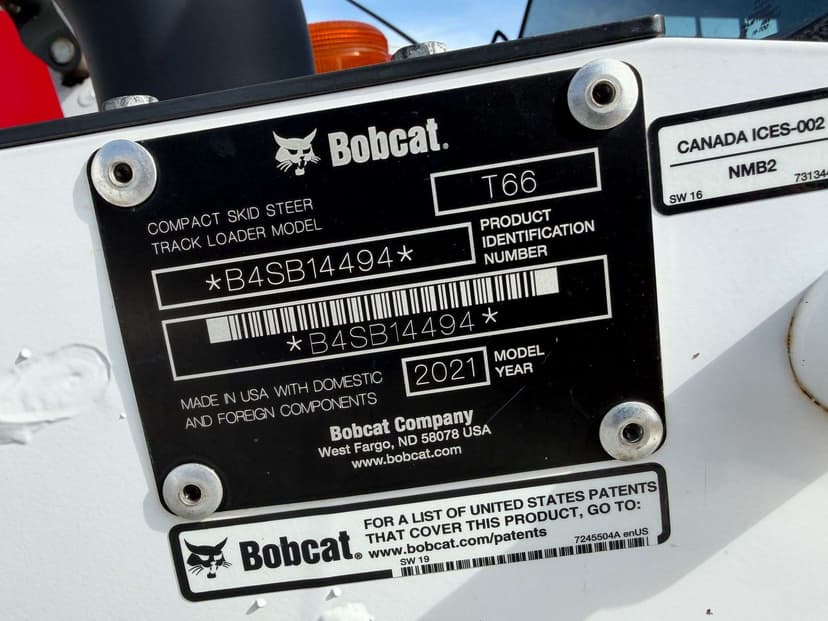 Bobcat.
COMPACT SKID STEER
TRACK LOADER MODEL
T66
*B4SB14494*
PRODUCT
IDENTIFICATION
NUMBER
*B4SB14494*
MADE IN USA WITH DOMESTIC
AND FOREIGN COMPONENTS
2021
MODEL
YEAR
Bobcat Company
West Fargo, ND 58078 USA
www.bobcat.com
CANADA ICES-002
NMB2
SW 16
Bobcat.
FOR A LIST OF UNITED STATES PATENTS
THAT COVER THIS PRODUCT, GO TO:
www.bobcat.com/patents
7245504A enUS
SW 19